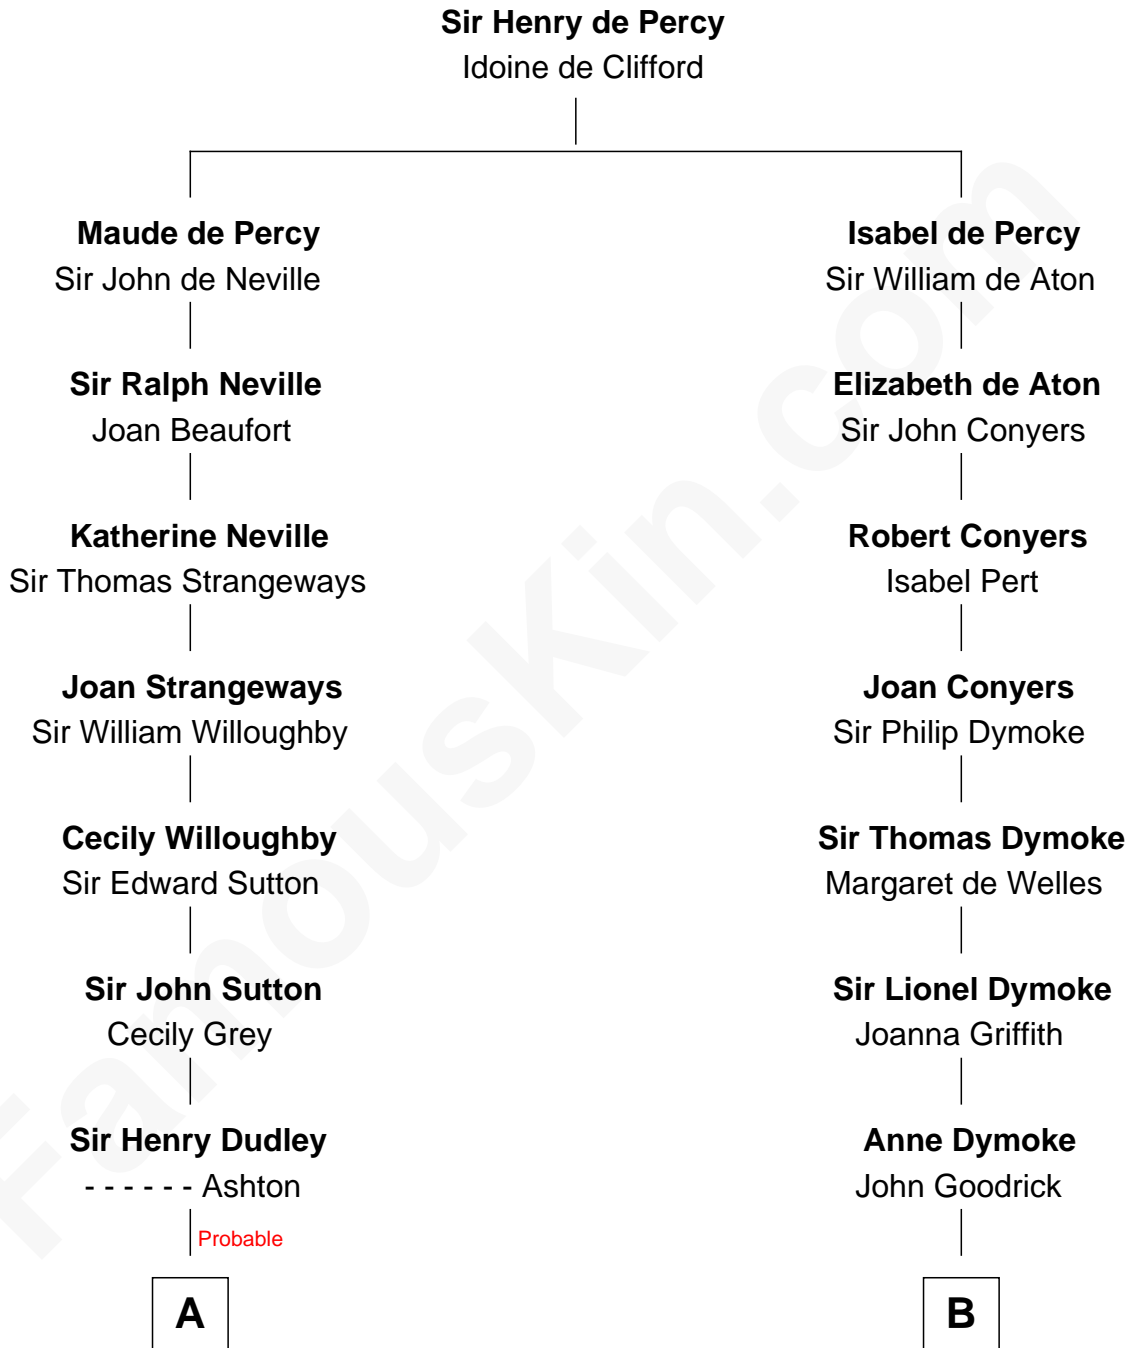 Sir Henry de Percy
Idoine de Clifford
Maude de Percy
Sir John de Neville
Isabel de Percy
Sir William de Aton
Sir Ralph Neville
Joan Beaufort
Elizabeth de Aton
Sir John Conyers
Katherine Neville
Sir Thomas Strangeways
Robert Conyers
Isabel Pert
Joan Strangeways
Sir William Willoughby
Joan Conyers
Sir Philip Dymoke
Cecily Willoughby
Sir Edward Sutton
Sir Thomas Dymoke
Margaret de Welles
Sir John Sutton
Cecily Grey
Sir Lionel Dymoke
Joanna Griffith
Sir Henry Dudley
- - - - - - Ashton
Anne Dymoke
John Goodrick
Probable
A
B
FamousKin.com